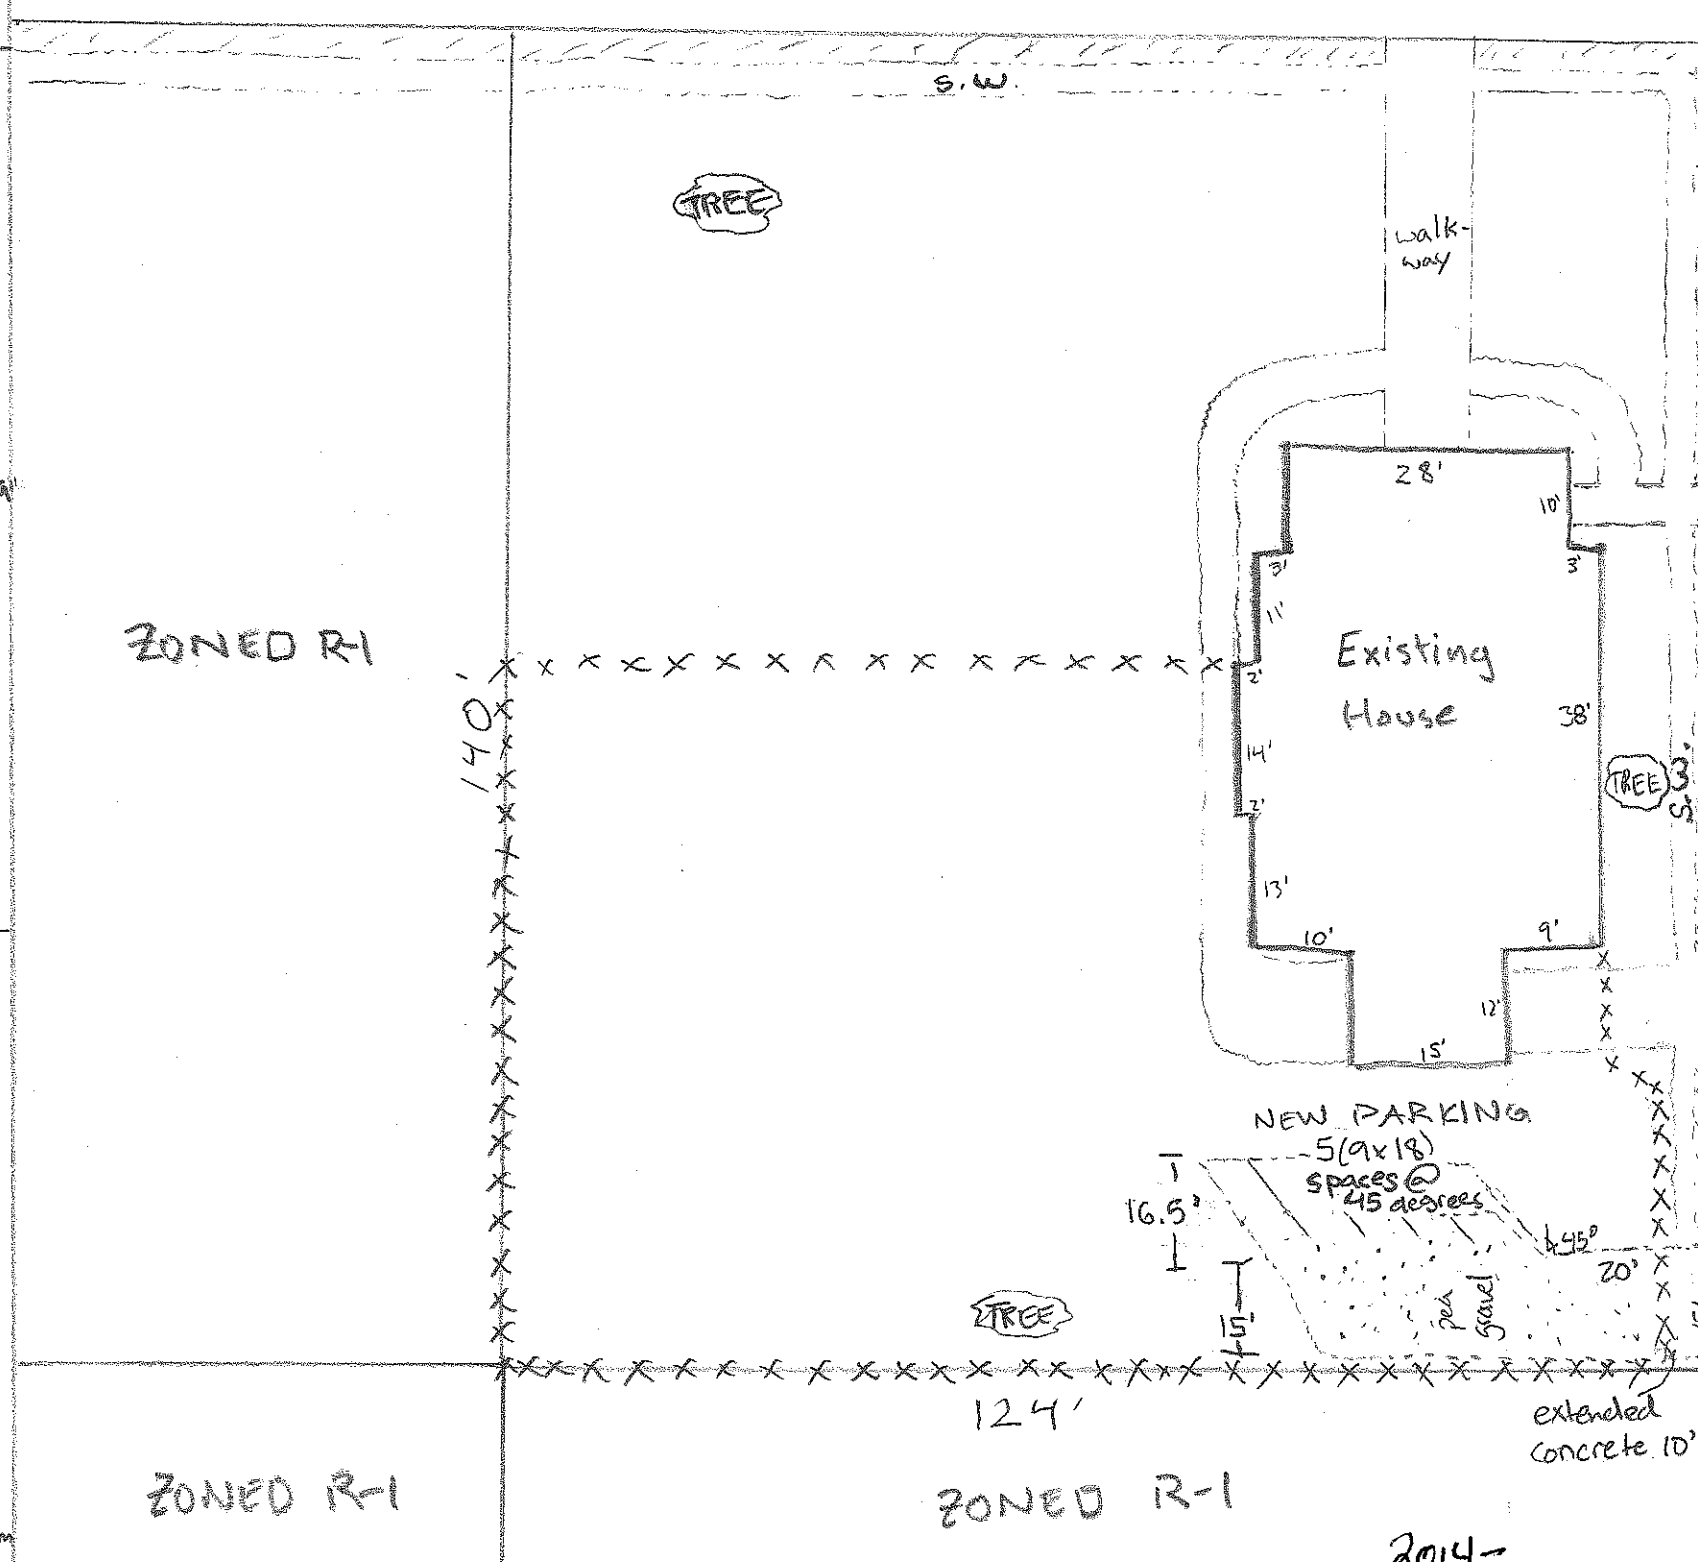 S.W.
TREE
walk-
way
28'
10'
3'
3'
11'
ZONED R-1
Existing
House
2'
140'
38'
14'
TREE
3'
2'
13'
10'
9'
12'
15'
NEW PARKING
5(9x18)
spaces @
45 degrees
16.5'
45°
20'
pea
gravel
TREE
15'
124'
extended
concrete 10'
ZONED R-1
ZONED R-1
2014-